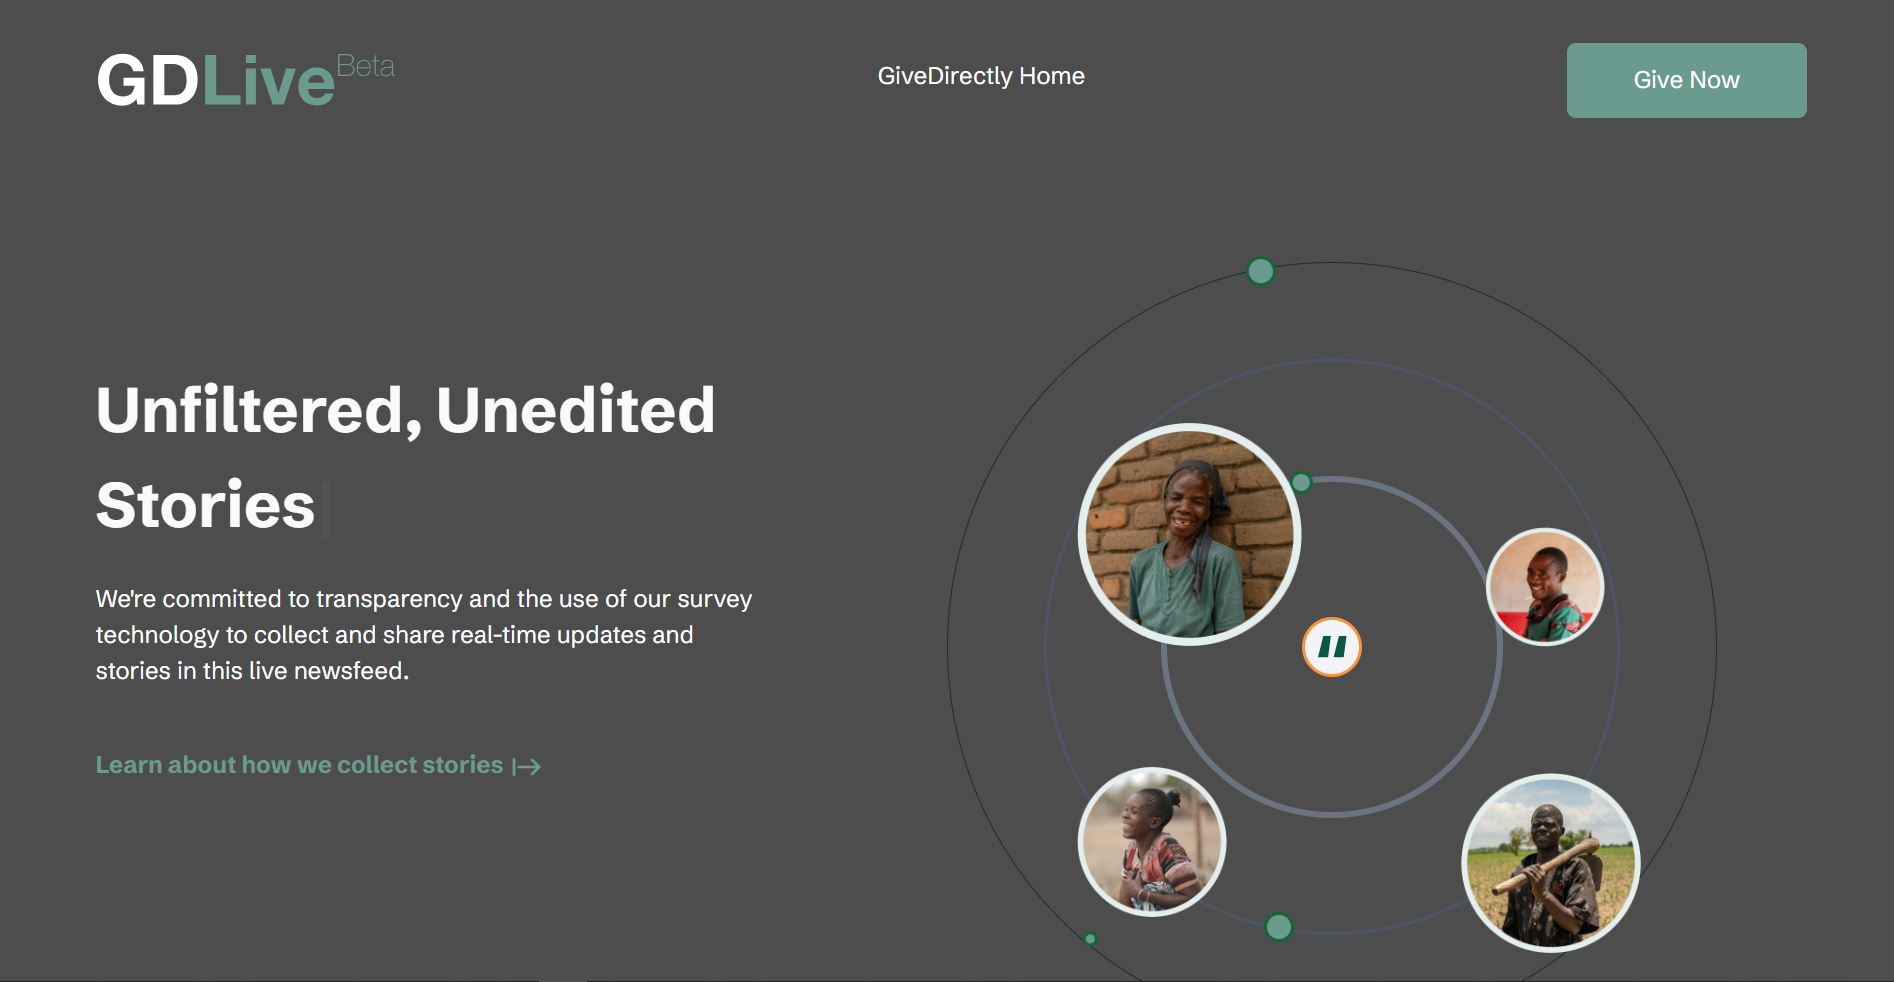 GDLive Beta
GiveDirectly Home
Give Now
Unfiltered, Unedited
Stories
We're committed to transparency and the use of our survey
technology to collect and share real-time updates and
stories in this live newsfeed.
Learn about how we collect stories